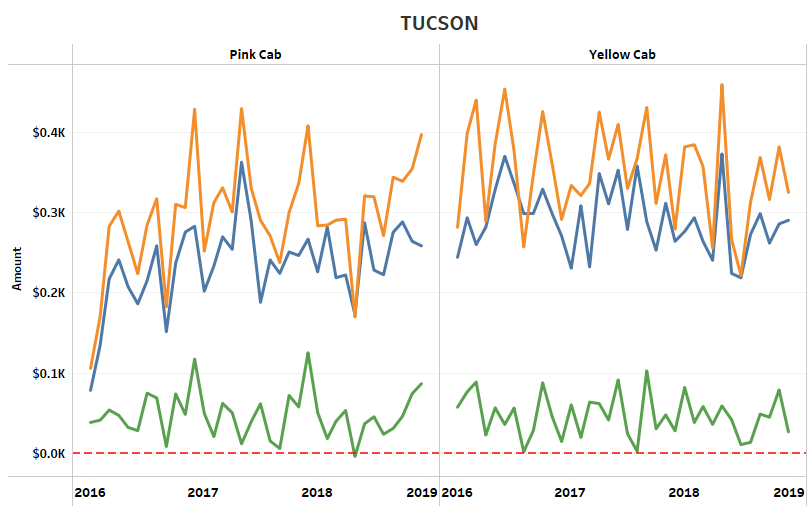 TUCSON
Pink Cab Yellow Cab
$0.4K
$0.3K
Amount
$0.2K
$0.1K
$0.0K
2016 2017 2018 2019 2016 2017 2018 2019